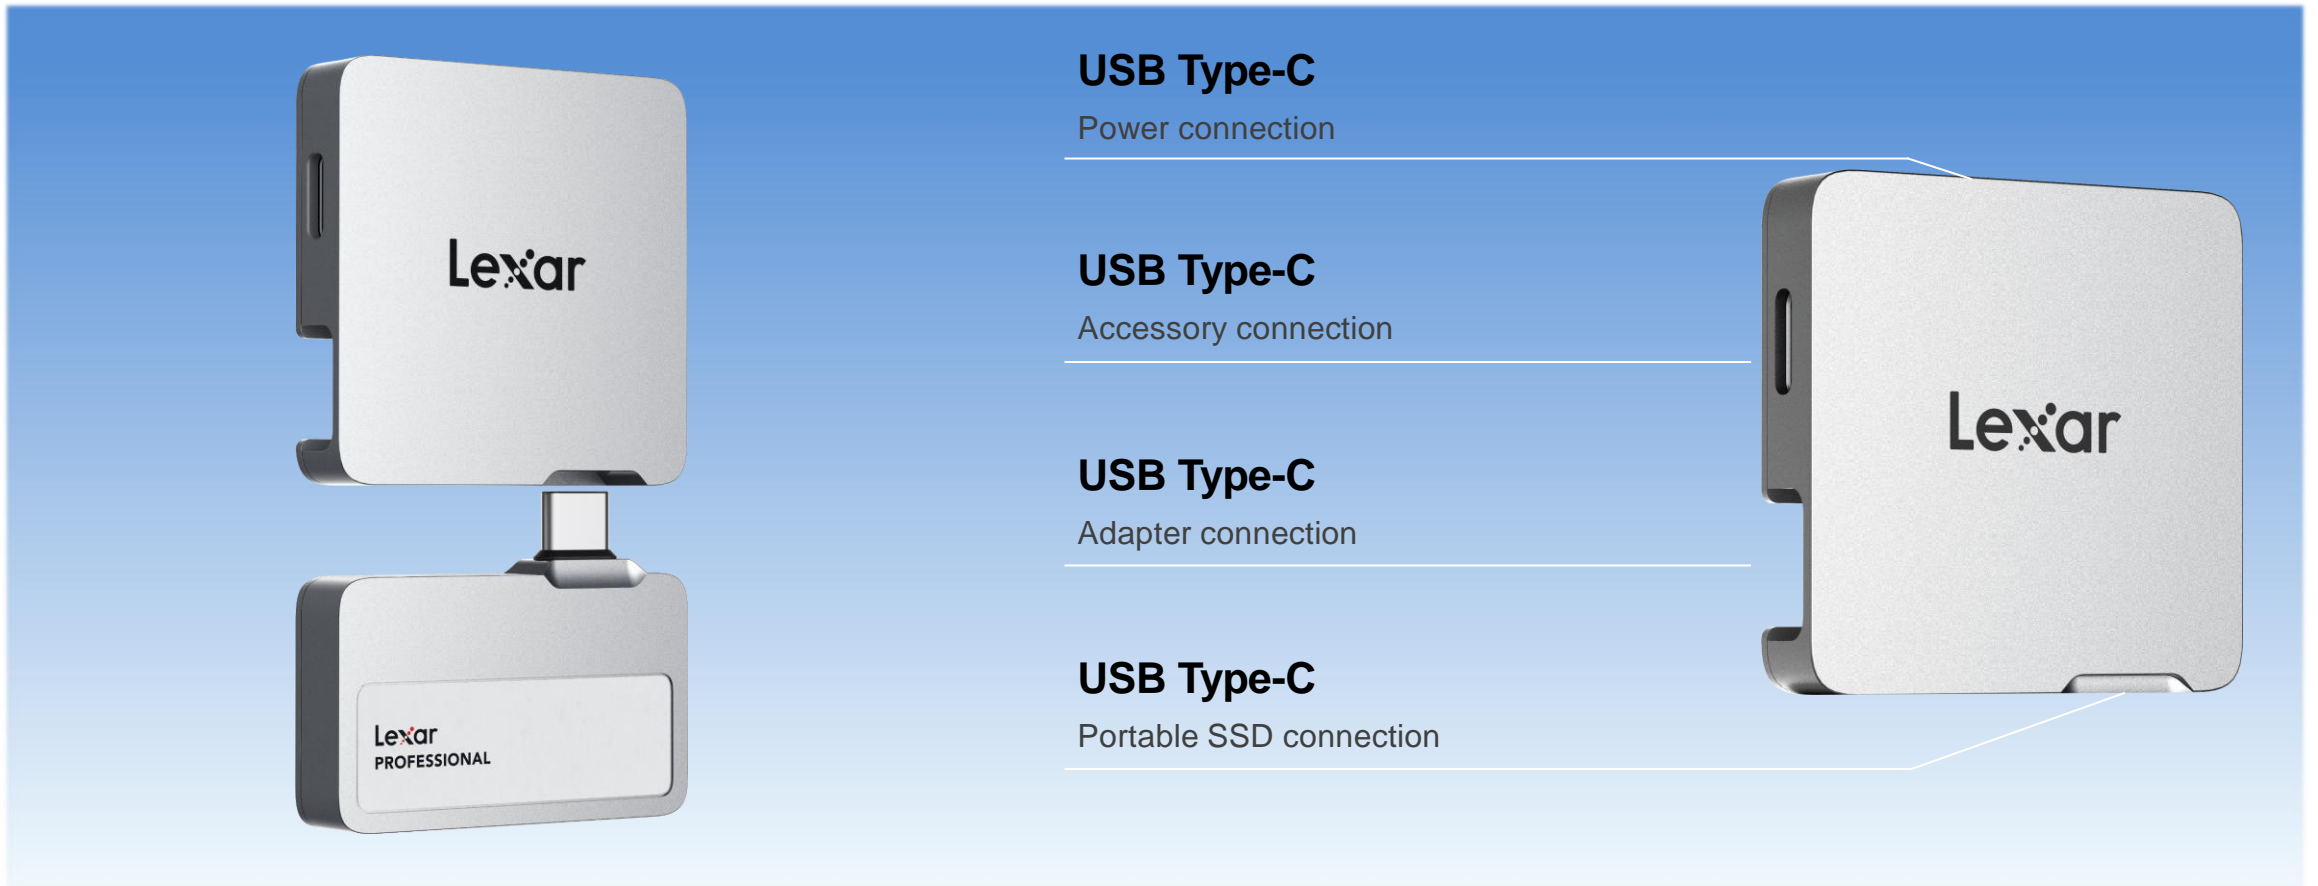 Lexar
Lexar
PROFESSIONAL
USB Type-C
Power connection
USB Type-C
Accessory connection
USB Type-C
Adapter connection
USB Type-C
Portable SSD connection
Lexar